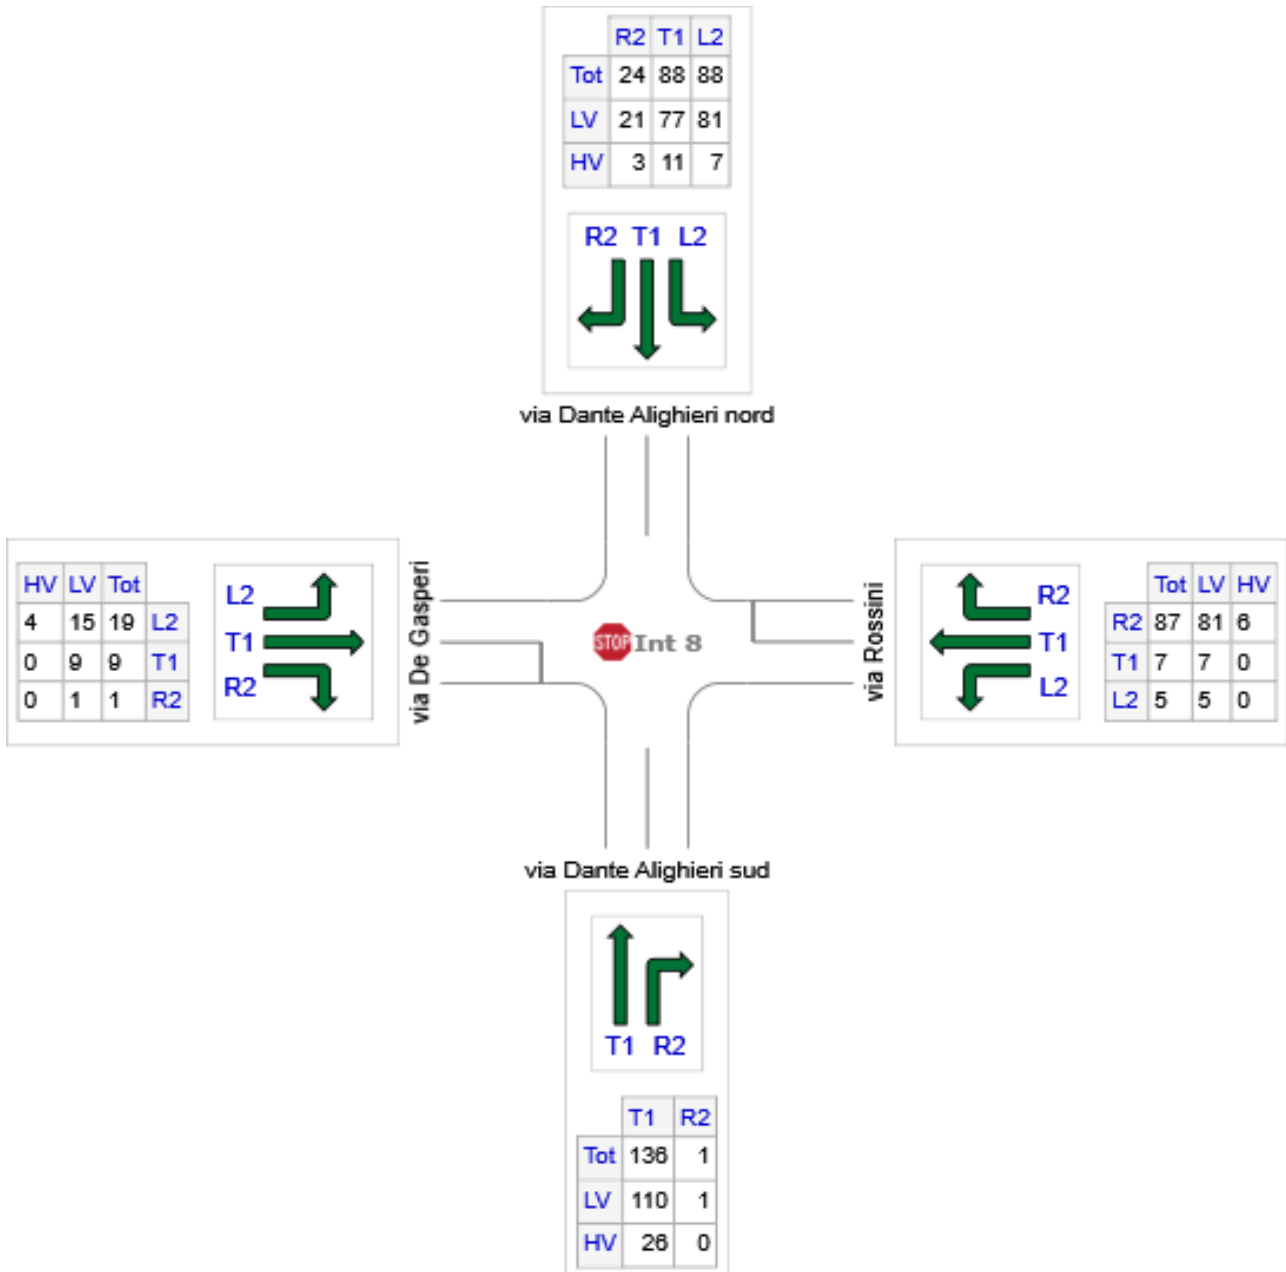 R2 T1 L2
Tot 24 88 88
LV 21 77 81
HV 3 11 7
R2 T1 L2
via Dante Alighieri nord
HV LV Tot
4 15 19 L2
0 9 9 T1
0 1 1 R2
L2
T1
R2
via De Gasperi
STOP Int 8
via Rossini
R2
T1
L2
Tot LV HV
R2 87 81 6
T1 7 7 0
L2 5 5 0
via Dante Alighieri sud
T1 R2
T1 R2
Tot 136 1
LV 110 1
HV 26 0